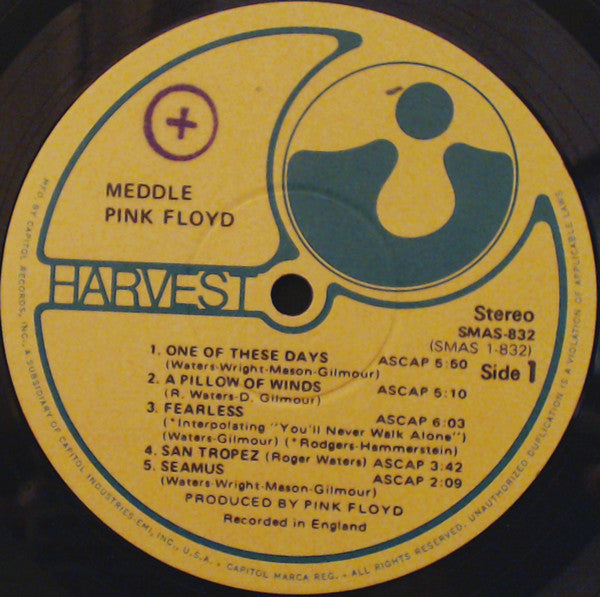 MEDDLE
PINK FLOYD
HARVEST
Stereo
SMAS-832
(SMAS 1-832)
Side 1
1. ONE OF THESE DAYS ASCAP 5:50
(Waters-Wright-Mason-Gilmour)
2. A PILLOW OF WINDS ASCAP 5:10
(R. Waters-D. Gilmour)
3. FEARLESS ASCAP 6:03
(*Interpolating "You'll Never Walk Alone")
(Waters-Gilmour) (*Rodgers-Hammerstein)
4. SAN TROPEZ (Roger Waters) ASCAP 3:42
5. SEAMUS ASCAP 2:09
(Waters-Wright-Mason-Gilmour)
PRODUCED BY PINK FLOYD
Recorded in England
MFD. BY CAPITOL RECORDS, INC., A SUBSIDIARY OF CAPITOL INDUSTRIES-EMI, INC., U.S.A. • CAPITOL MARCA REG. • ALL RIGHTS RESERVED. UNAUTHORIZED DUPLICATION IS A VIOLATION OF APPLICABLE LAWS.